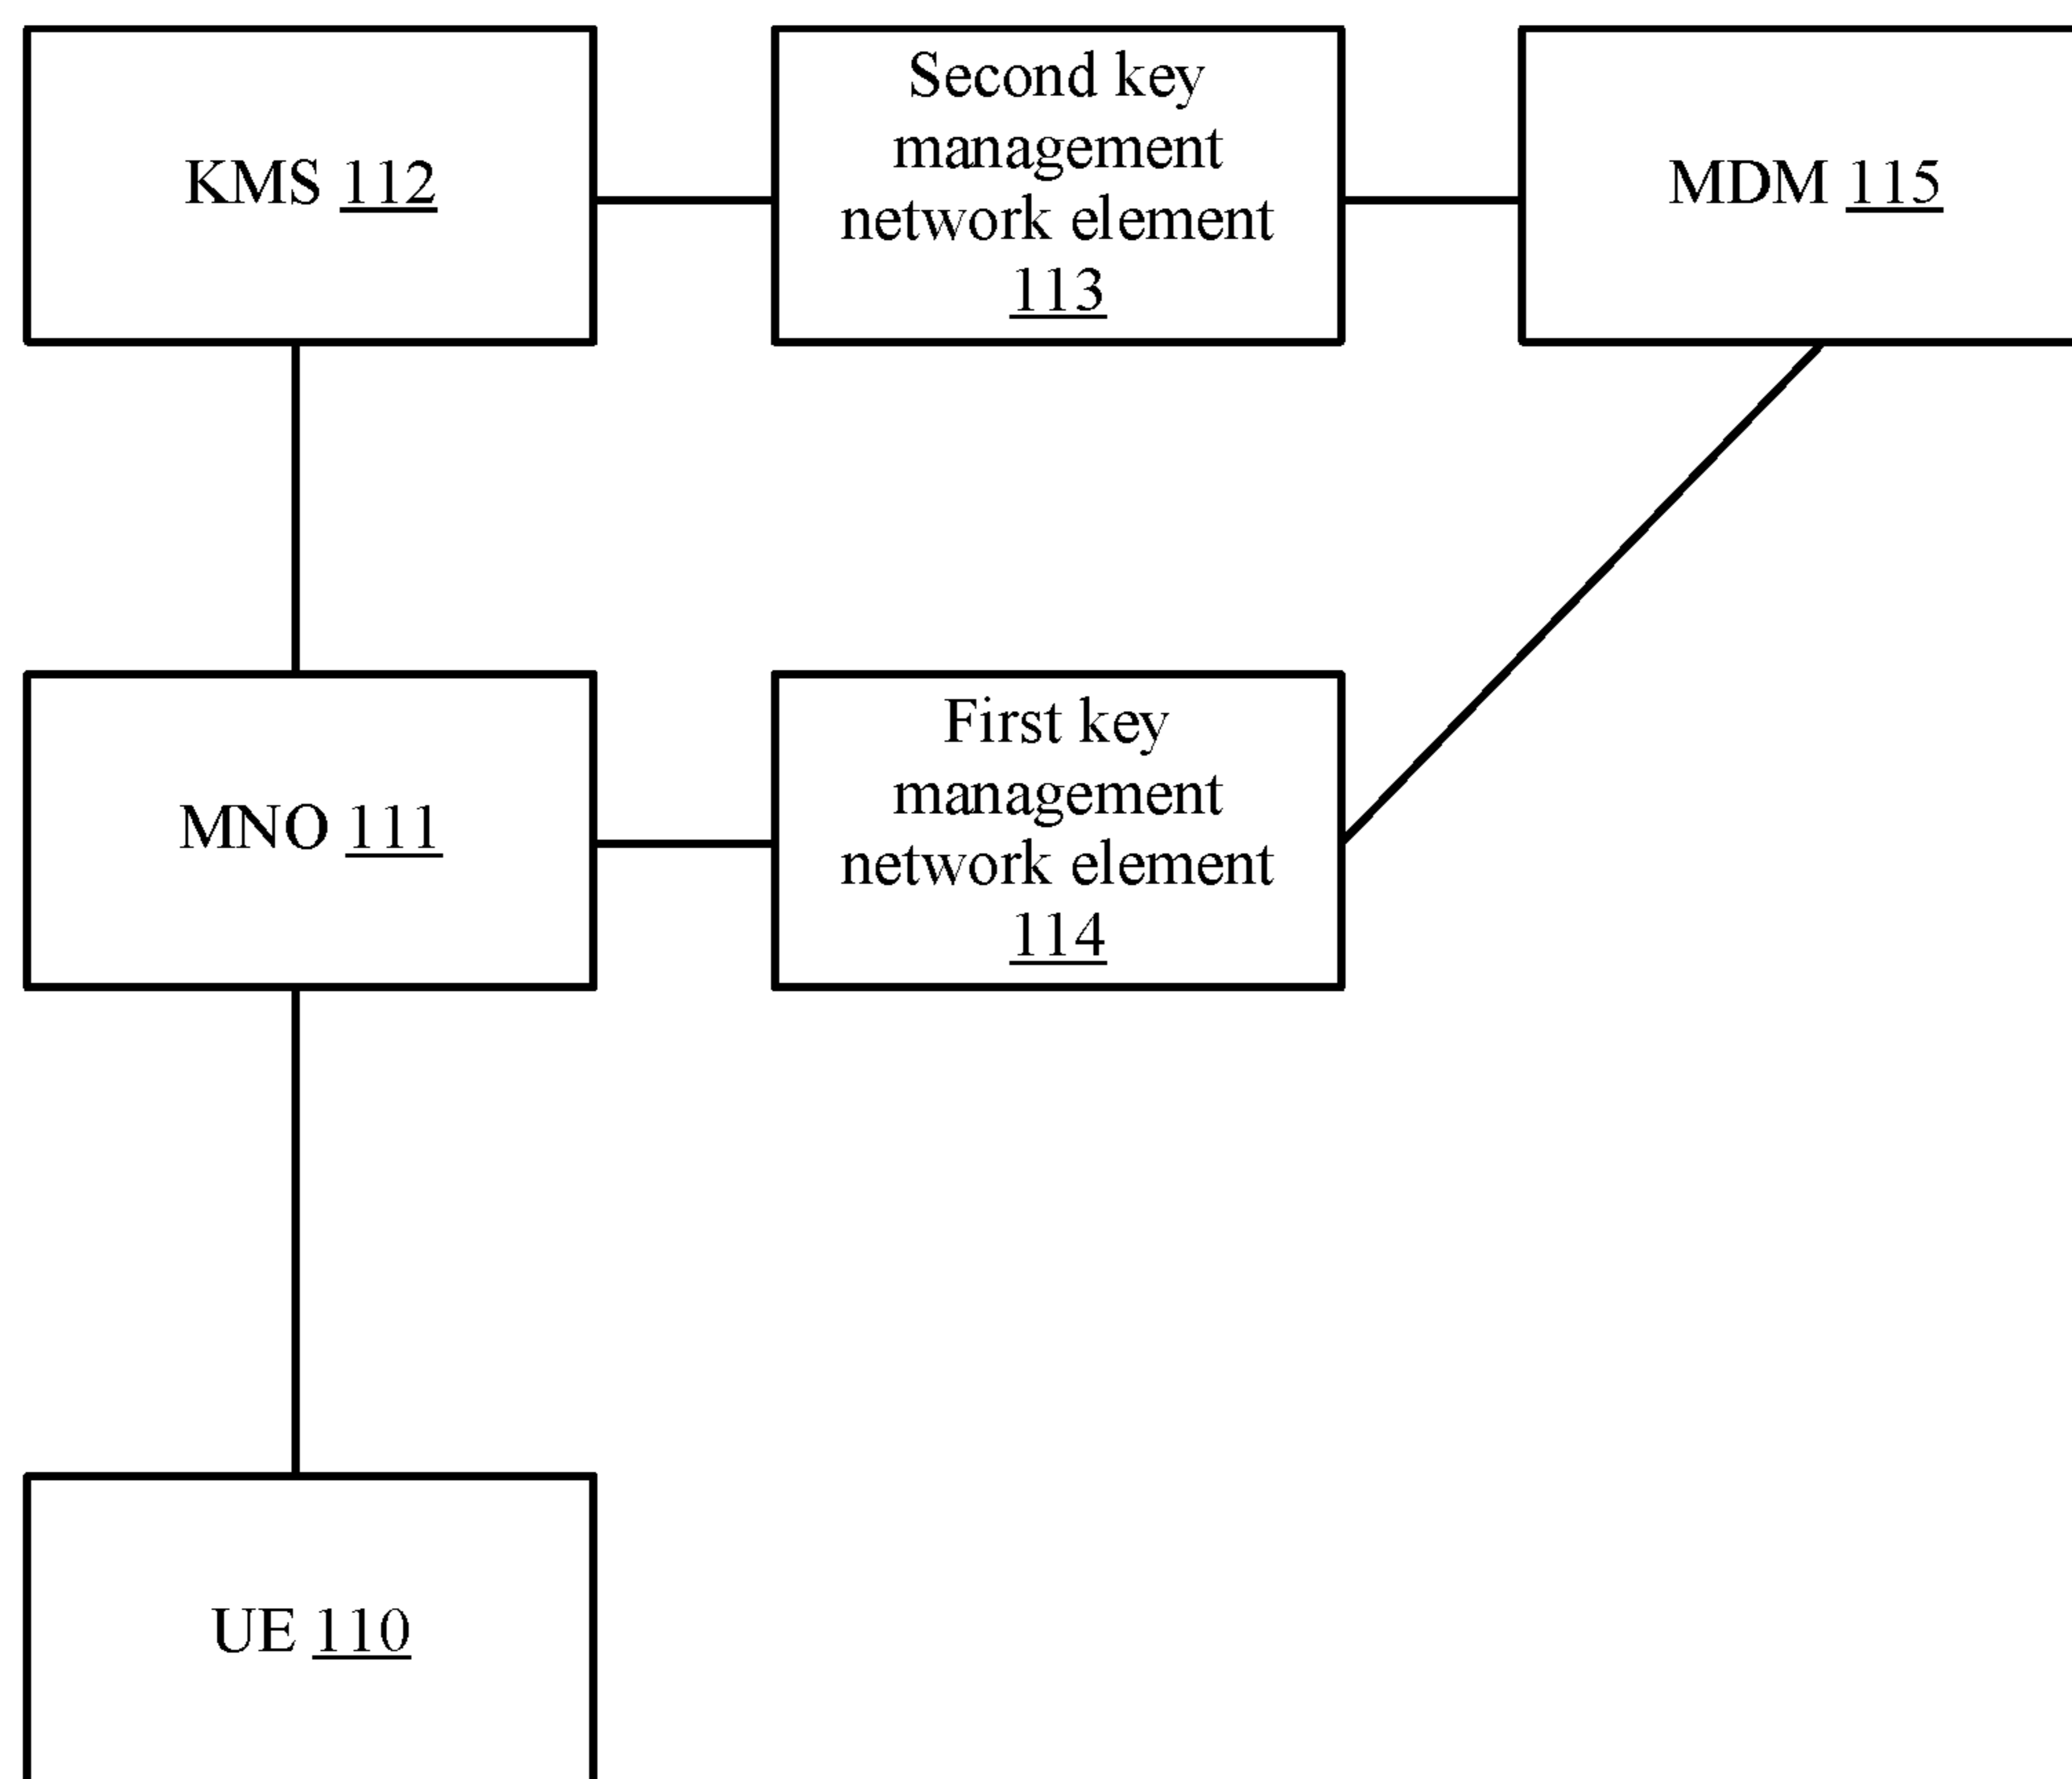 KMS 112
Second key
management
network element
113
MDM 115
MNO 111
First key
management
network element
114
UE 110